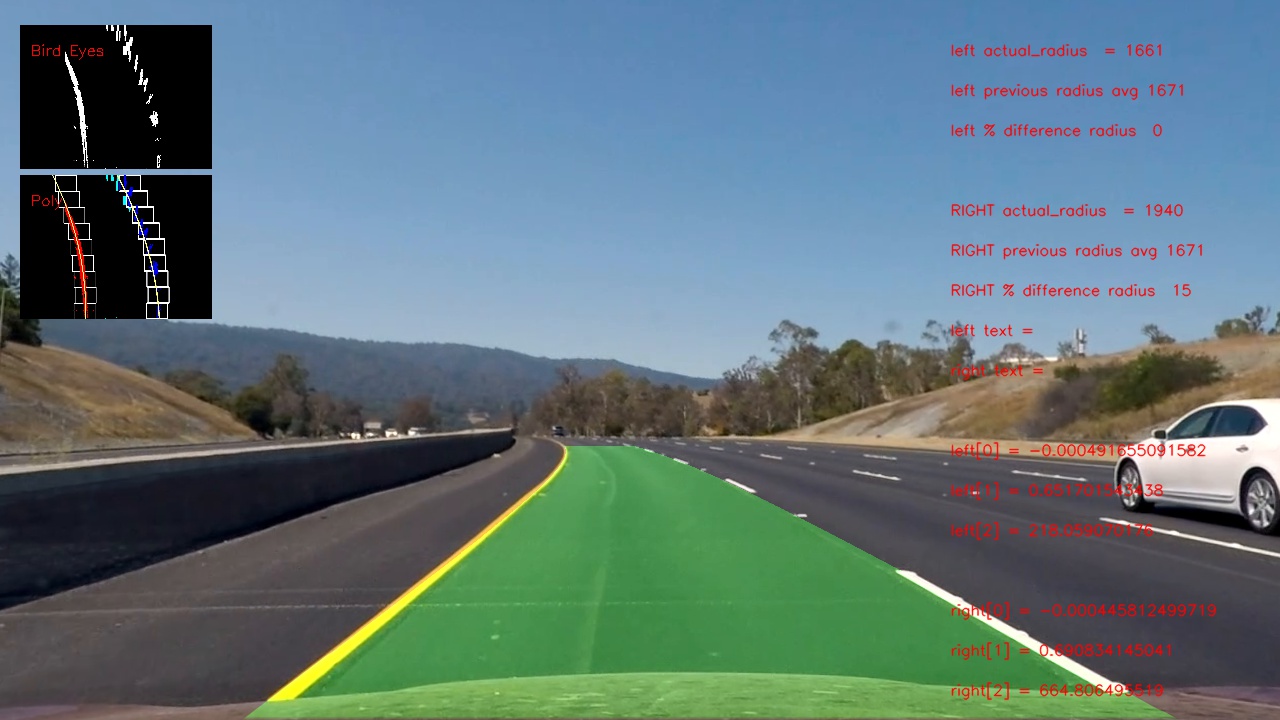 Bird Eyes
Poly
left actual_radius = 1661
left previous radius avg 1671
left % difference radius 0
RIGHT actual_radius = 1940
RIGHT previous radius avg 1671
RIGHT % difference radius 15
left text =
right text =
left[0] = -0.000491655091582
left[1] = 0.651701543438
left[2] = 218.059070176
right[0] = -0.000445812499719
right[1] = 0.690834145041
right[2] = 664.806495519